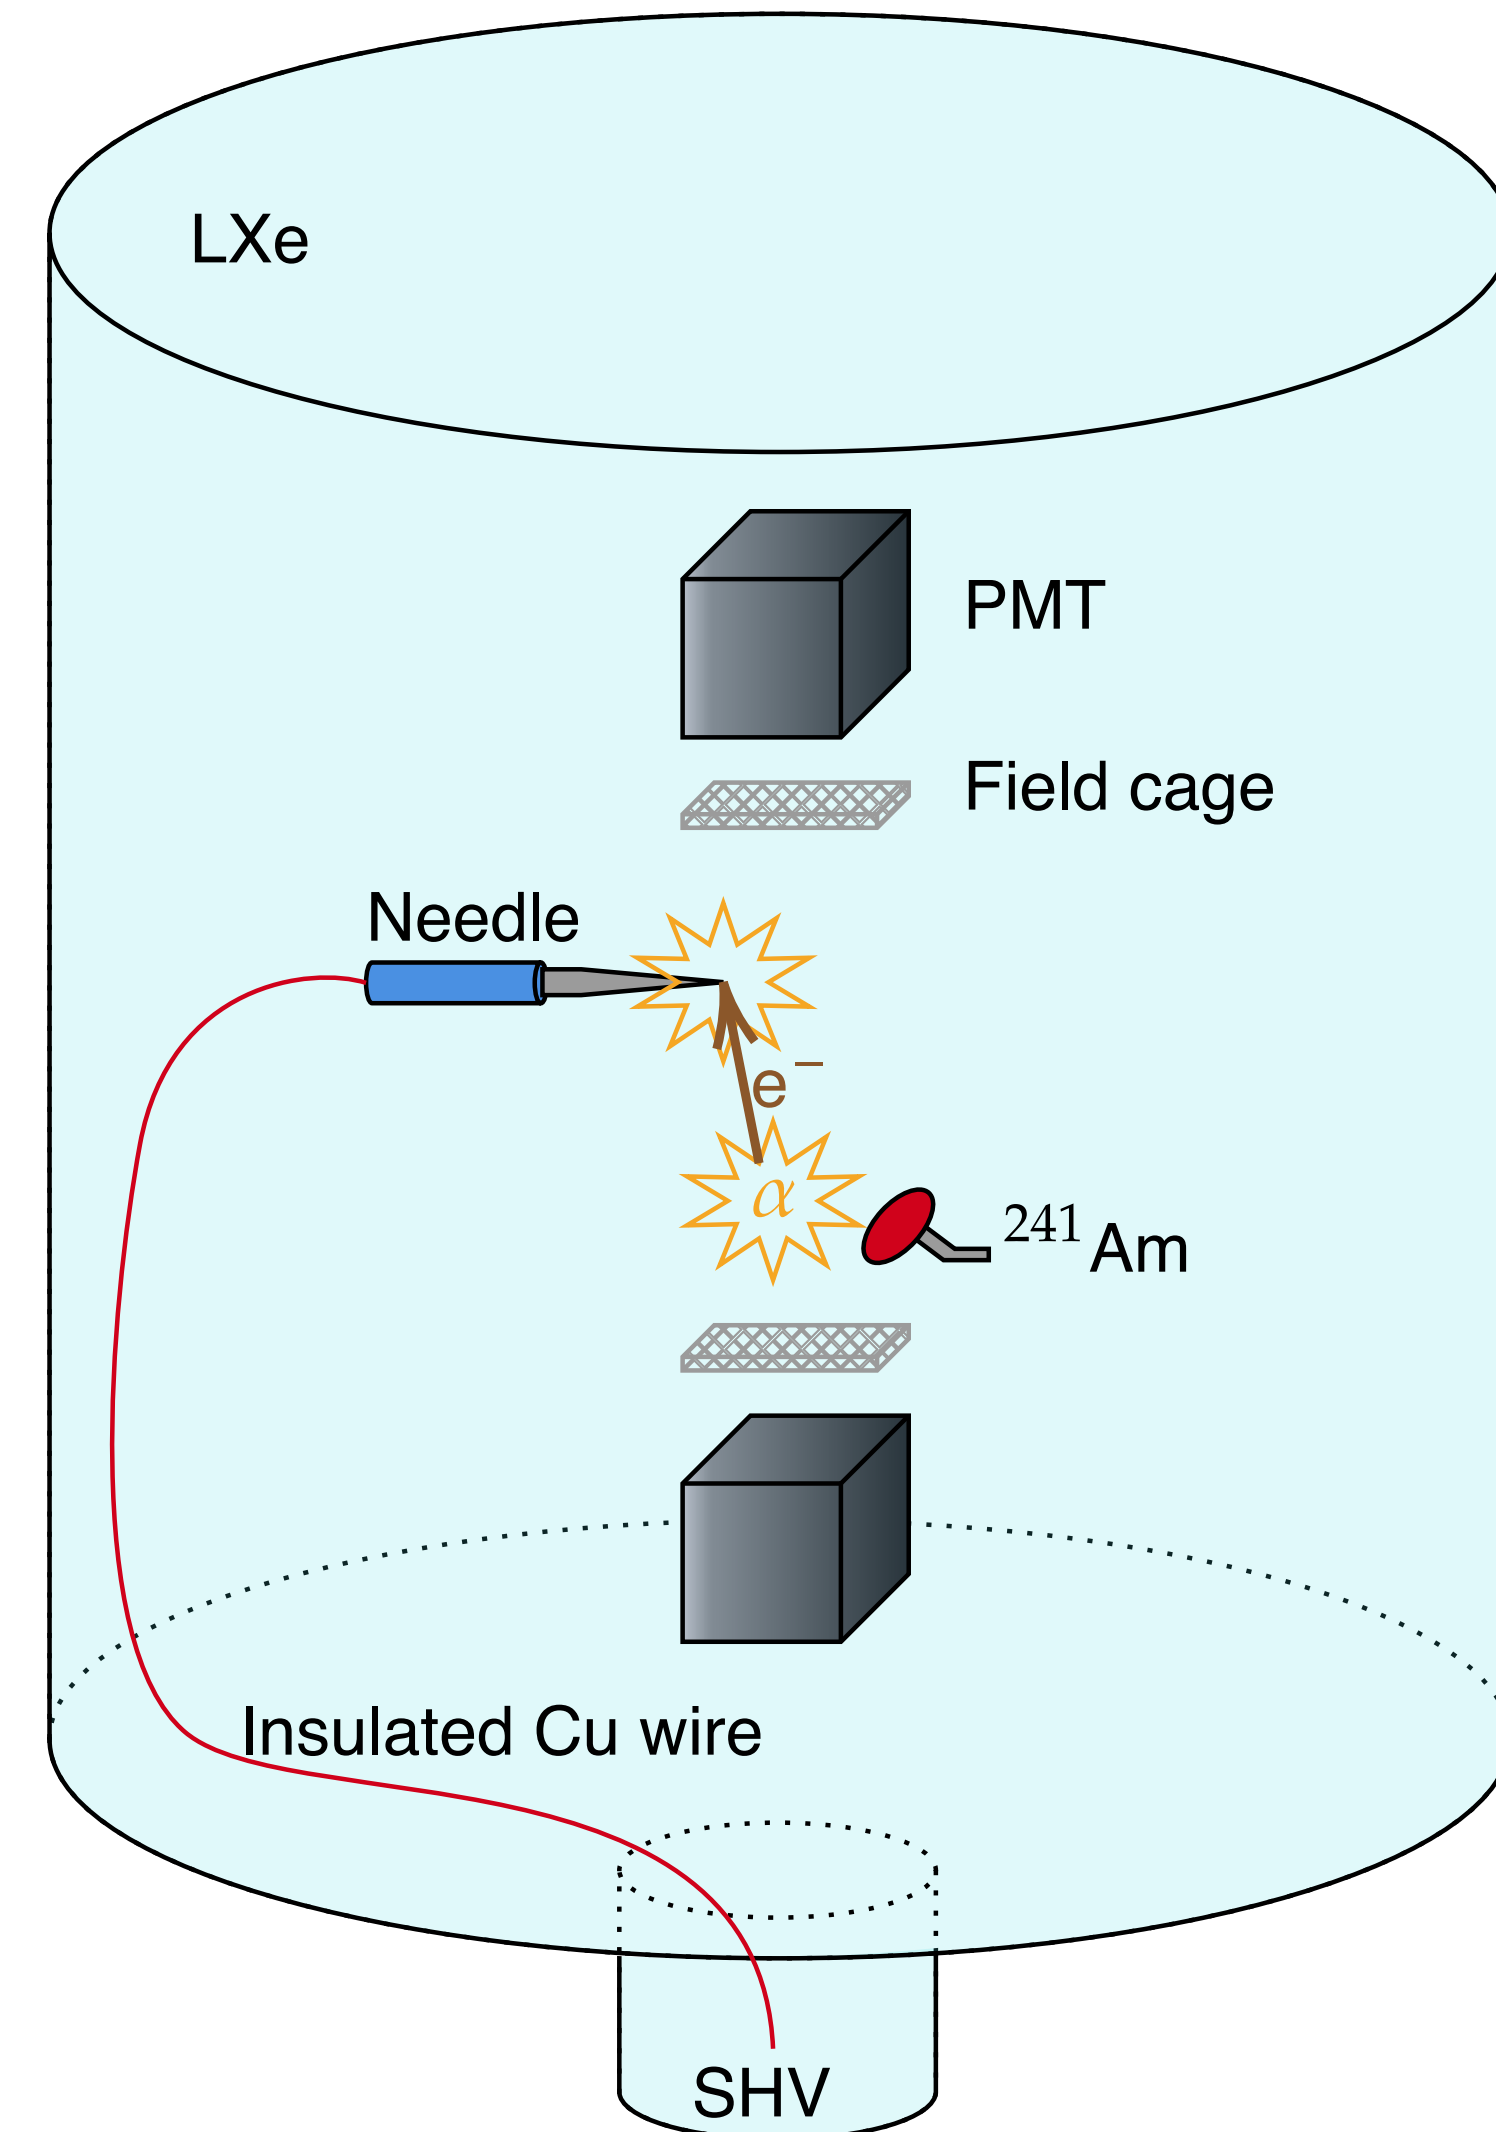 LXe
PMT
Field cage
Needle
e⁻
α
²⁴¹Am
Insulated Cu wire
SHV